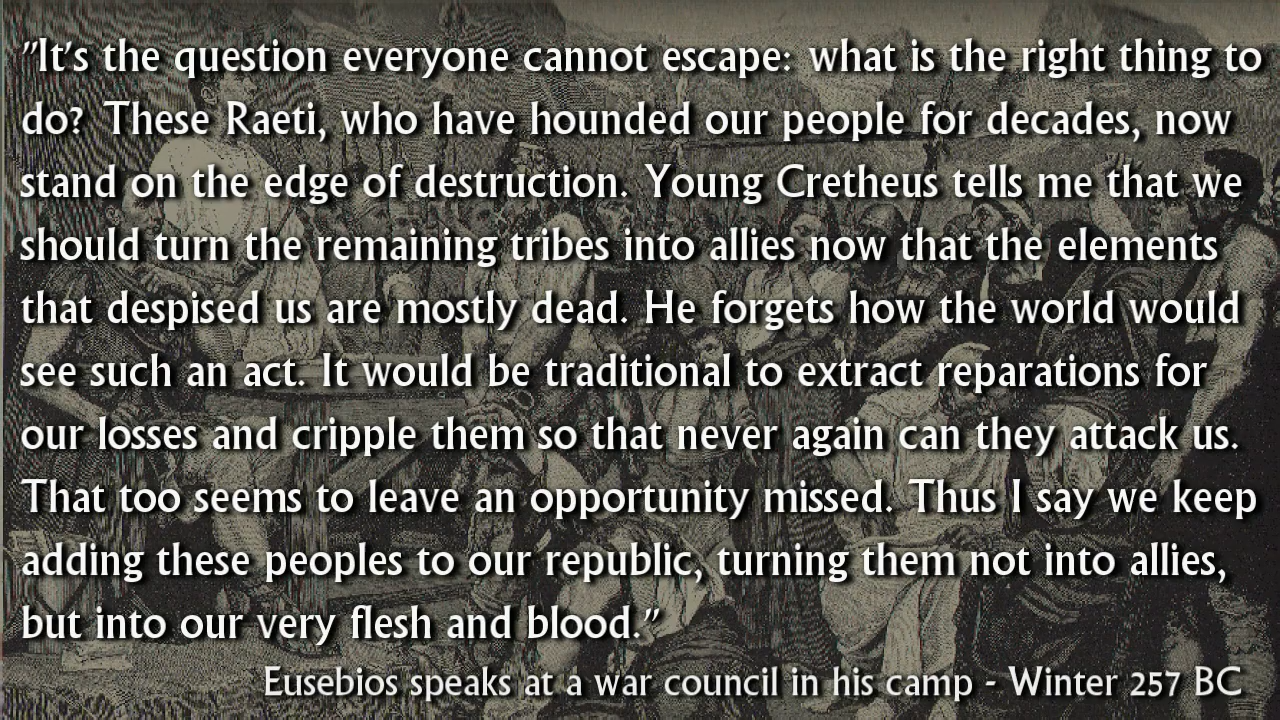 "It's the question everyone cannot escape: what is the right thing to
do? These Raeti, who have hounded our people for decades, now
stand on the edge of destruction. Young Cretheus tells me that we
should turn the remaining tribes into allies now that the elements
that despised us are mostly dead. He forgets how the world would
see such an act. It would be traditional to extract reparations for
our losses and cripple them so that never again can they attack us.
That too seems to leave an opportunity missed. Thus I say we keep
adding these peoples to our republic, turning them not into allies,
but into our very flesh and blood."
Eusebios speaks at a war council in his camp - Winter 257 BC